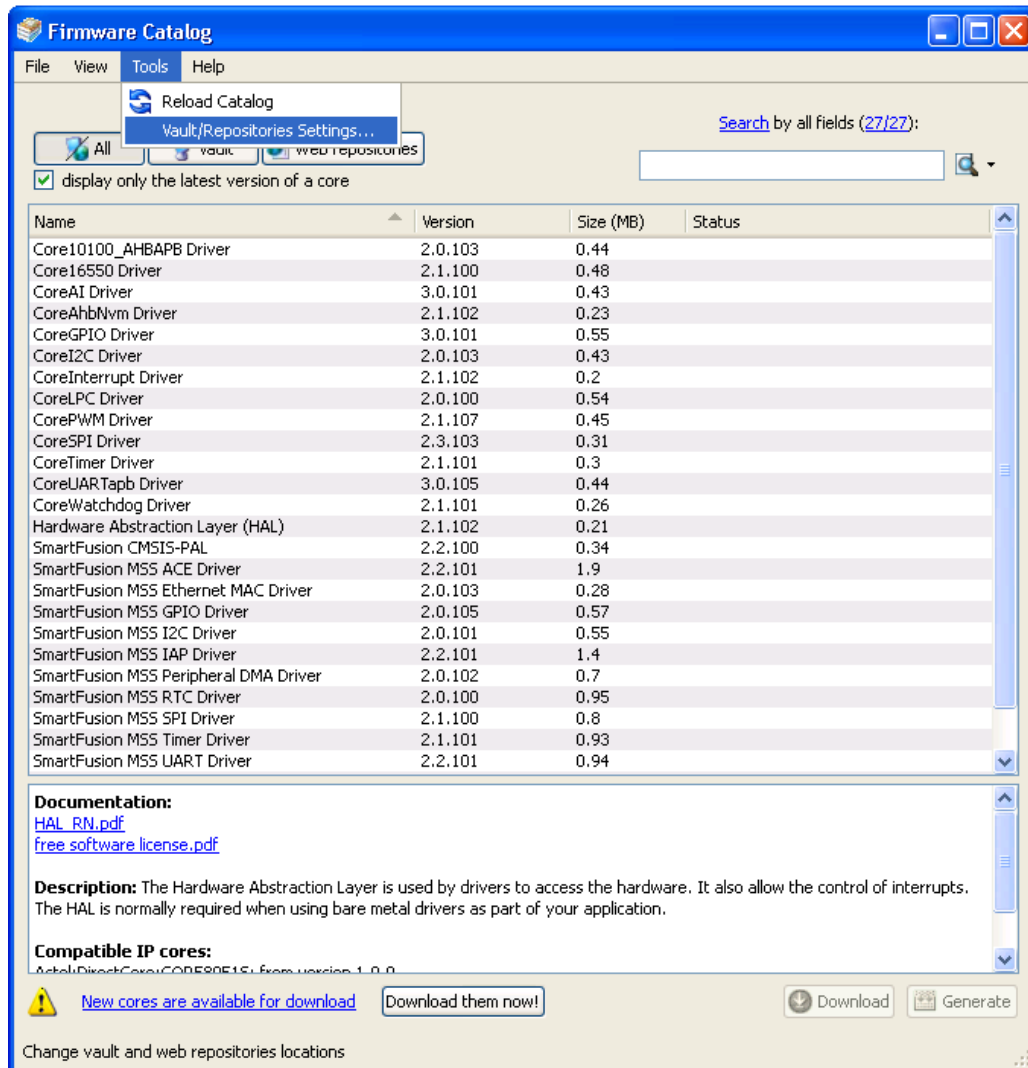 Firmware Catalog
File View Tools Help
Reload Catalog
Vault/Repositories Settings...
Search by all fields (27/27):
All Vault Web repositories
display only the latest version of a core
Name Version Size (MB) Status
Core10100_AHBAPB Driver 2.0.103 0.44
Core16550 Driver 2.1.100 0.48
CoreAI Driver 3.0.101 0.43
CoreAhbNvm Driver 2.1.102 0.23
CoreGPIO Driver 3.0.101 0.55
CoreI2C Driver 2.0.103 0.43
CoreInterrupt Driver 2.1.102 0.2
CoreLPC Driver 2.0.100 0.54
CorePWM Driver 2.1.107 0.45
CoreSPI Driver 2.3.103 0.31
CoreTimer Driver 2.1.101 0.3
CoreUARTapb Driver 3.0.105 0.44
CoreWatchdog Driver 2.1.101 0.26
Hardware Abstraction Layer (HAL) 2.1.102 0.21
SmartFusion CMSIS-PAL 2.2.100 0.34
SmartFusion MSS ACE Driver 2.2.101 1.9
SmartFusion MSS Ethernet MAC Driver 2.0.103 0.28
SmartFusion MSS GPIO Driver 2.0.105 0.57
SmartFusion MSS I2C Driver 2.0.101 0.55
SmartFusion MSS IAP Driver 2.2.101 1.4
SmartFusion MSS Peripheral DMA Driver 2.0.102 0.7
SmartFusion MSS RTC Driver 2.0.100 0.95
SmartFusion MSS SPI Driver 2.1.100 0.8
SmartFusion MSS Timer Driver 2.1.101 0.93
SmartFusion MSS UART Driver 2.2.101 0.94
Documentation:
HAL_RN.pdf
free software license.pdf
Description: The Hardware Abstraction Layer is used by drivers to access the hardware. It also allow the control of interrupts.
The HAL is normally required when using bare metal drivers as part of your application.
Compatible IP cores:
from version 1.0.0
New cores are available for download Download them now! Download Generate
Change vault and web repositories locations